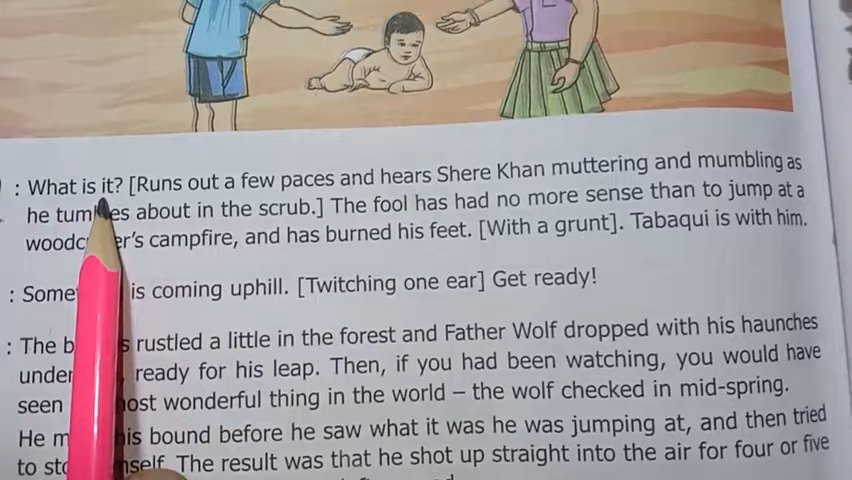 : What is it? [Runs out a few paces and hears Shere Khan muttering and mumbling as
he tum es about in the scrub.] The fool has had no more sense than to jump at a
woodc er's campfire, and has burned his feet. [With a grunt]. Tabaqui is with him.
: Some is coming uphill. [Twitching one ear] Get ready!
: The b s rustled a little in the forest and Father Wolf dropped with his haunches
under ready for his leap. Then, if you had been watching, you would have
seen most wonderful thing in the world – the wolf checked in mid-spring.
He m his bound before he saw what it was he was jumping at, and then tried
to sto mself. The result was that he shot up straight into the air for four or five